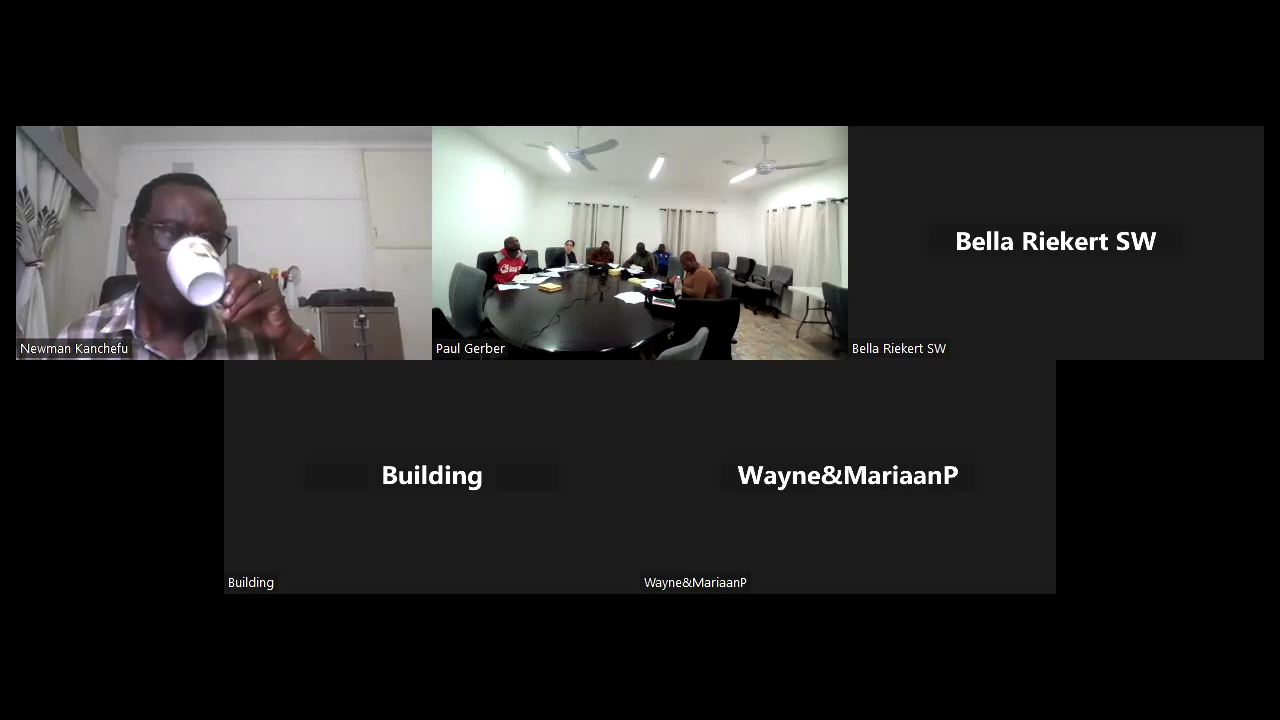 Bella Riekert SW
Newman Kanchefu
Paul Gerber
Bella Riekert SW
Building
Wayne&MariaanP
Building
Wayne&MariaanP